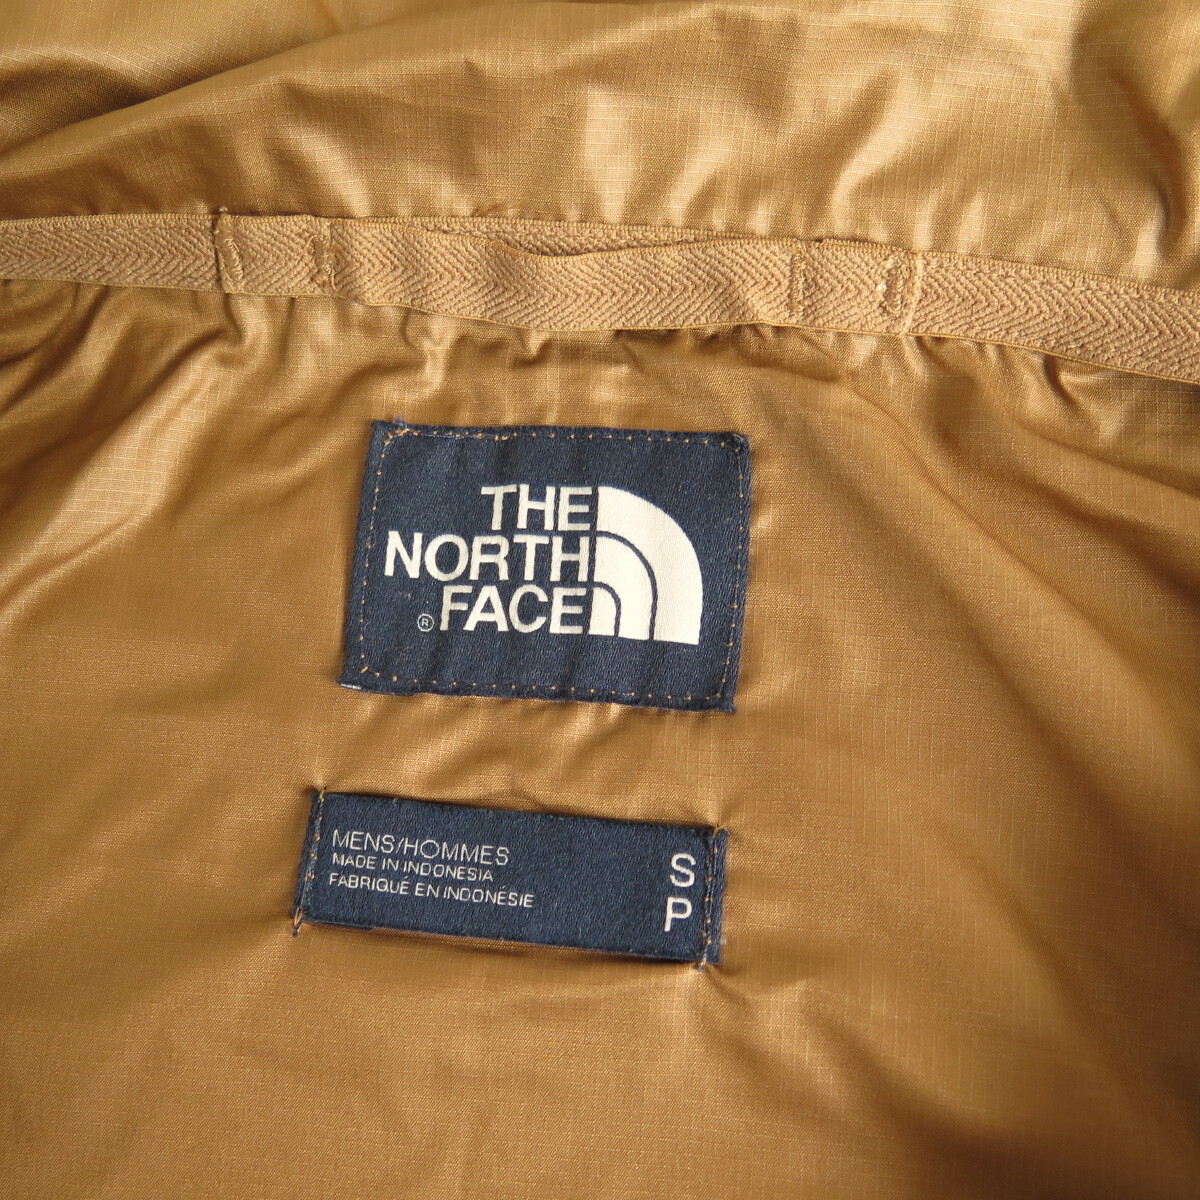 THE
NORTH
® FACE
MENS/HOMMES
MADE IN INDONESIA
FABRIQUÉ EN INDONÉSIE
S
P